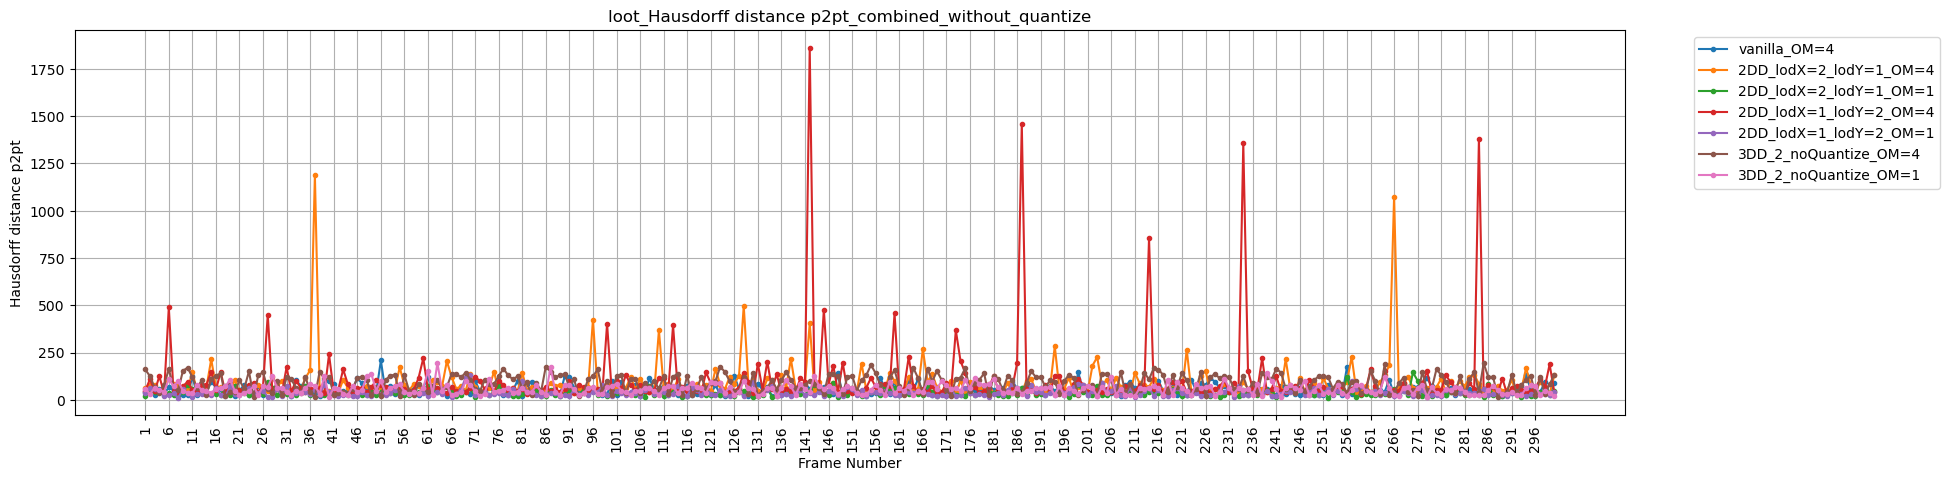 loot_Hausdorff distance p2pt_combined_without_quantize
Hausdorff distance p2pt
1750
1500
1250
1000
750
500
250
0
1 6 11 16 21 26 31 36 41 46 51 56 61 66 71 76 81 86 91 96 101 106 111 116 121 126 131 136 141 146 151 156 161 166 171 176 181 186 191 196 201 206 211 216 221 226 231 236 241 246 251 256 261 266 271 276 281 286 291 296
Frame Number
vanilla_OM=4
2DD_lodX=2_lodY=1_OM=4
2DD_lodX=2_lodY=1_OM=1
2DD_lodX=1_lodY=2_OM=4
2DD_lodX=1_lodY=2_OM=1
3DD_2_noQuantize_OM=4
3DD_2_noQuantize_OM=1